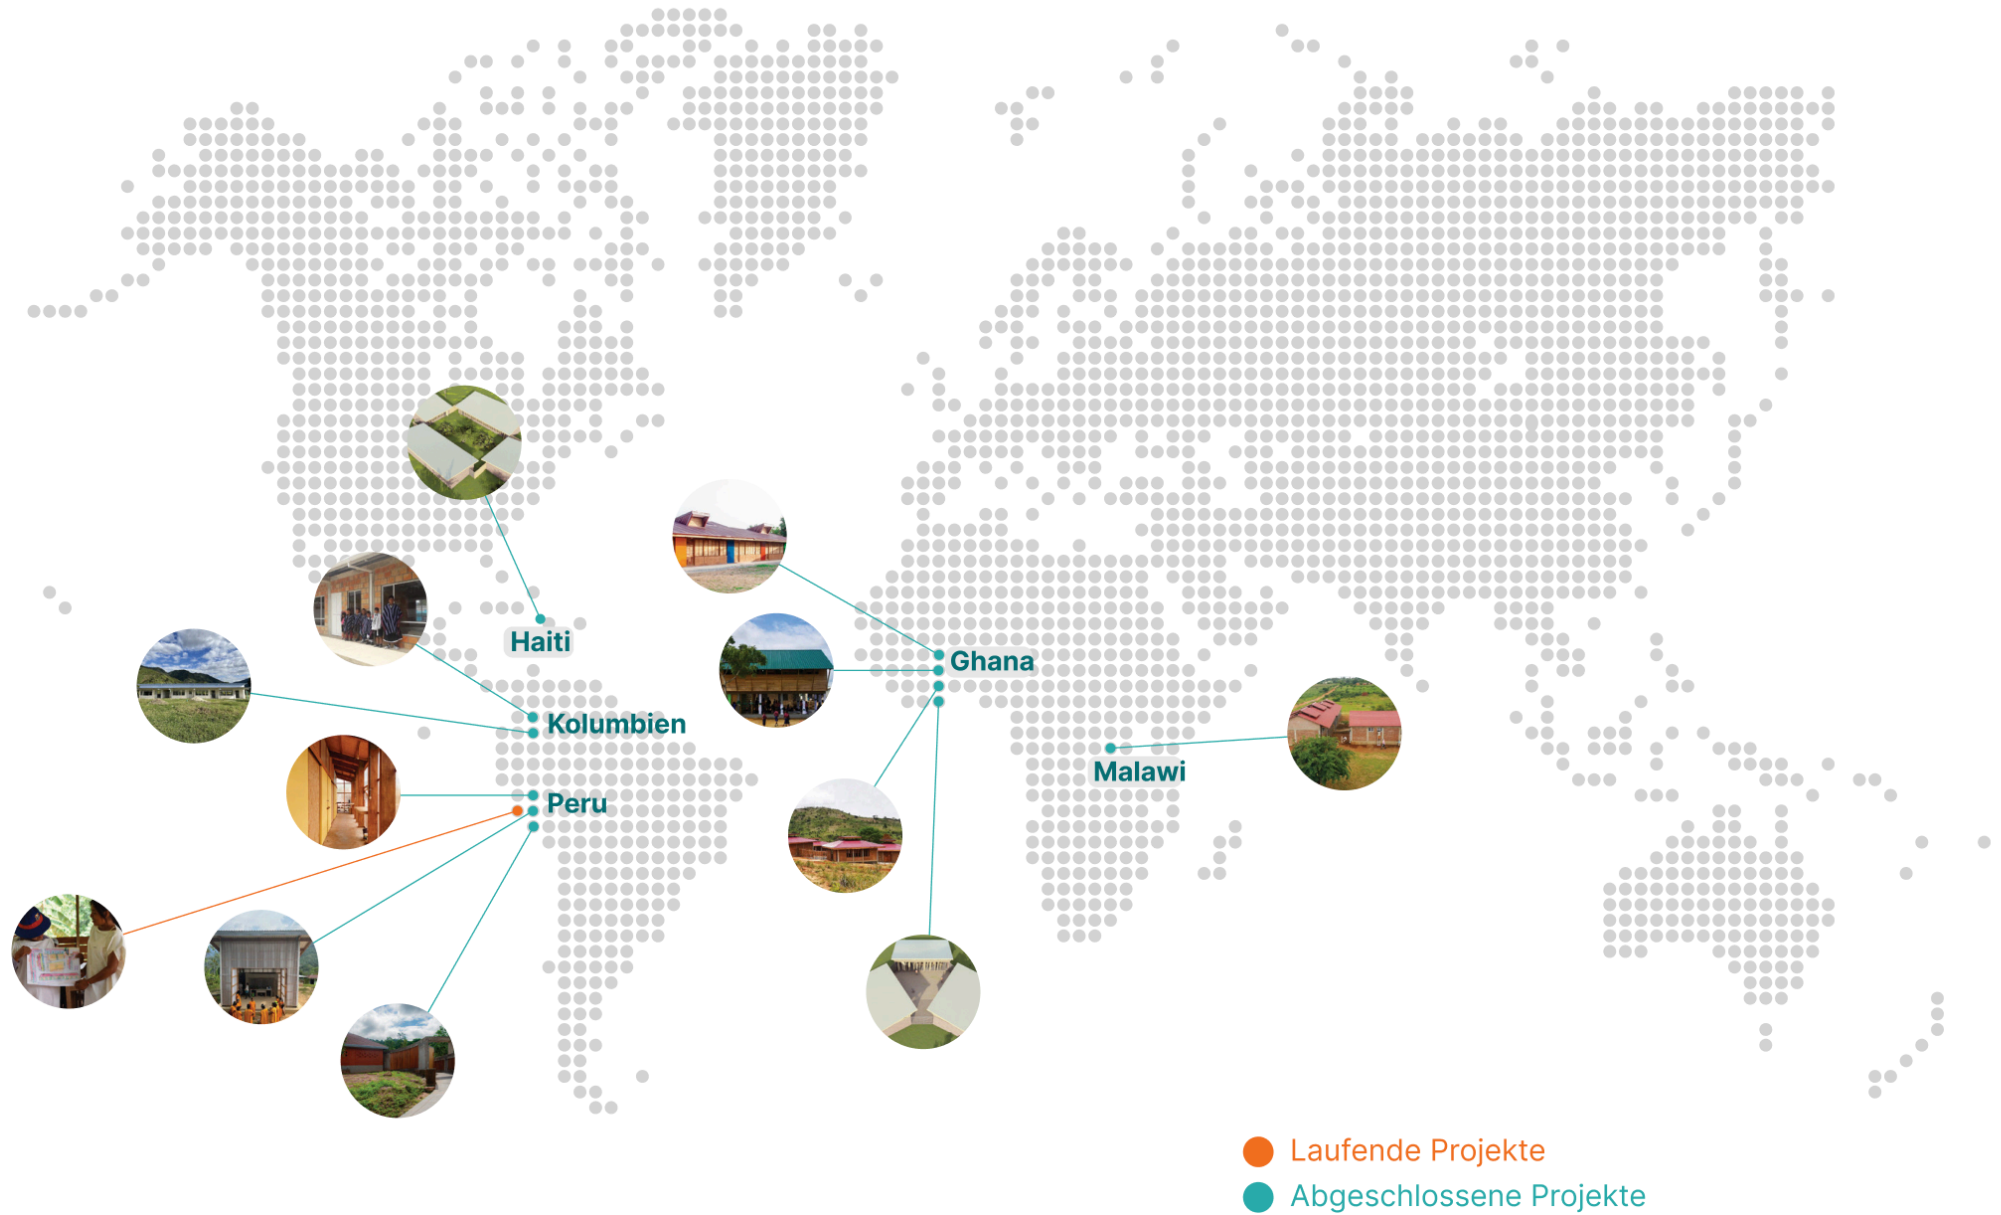 Haiti
Ghana
Kolumbien
Malawi
Peru
Laufende Projekte
Abgeschlossene Projekte